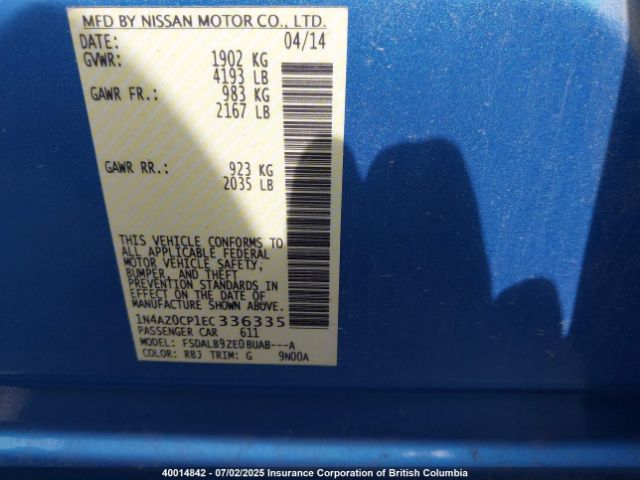 MFD BY NISSAN MOTOR CO., LTD.
DATE: 04/14
GVWR: 1902 KG
4193 LB
GAWR FR.: 983 KG
2167 LB
GAWR RR.: 923 KG
2035 LB
THIS VEHICLE CONFORMS TO
ALL APPLICABLE FEDERAL
MOTOR VEHICLE SAFETY,
BUMPER, AND THEFT
PREVENTION STANDARDS IN
EFFECT ON THE DATE OF
MANUFACTURE SHOWN ABOVE.
1N4AZ0CP1EC336335
PASSENGER CAR 611
MODEL: FSDALB9ZE0BUAB---A
COLOR: RBJ TRIM: G 9N00A
40014842 - 07/02/2025 Insurance Corporation of British Columbia